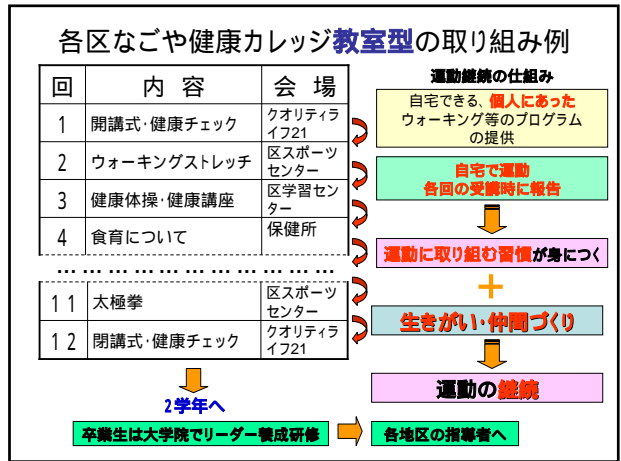 各区なごや健康カレッジ教室型の取り組み例
回 内 容 会 場
1 開講式・健康チェック クオリティラ
イフ21
2 ウォーキングストレッチ 区スポーツ
センター
3 健康体操・健康講座 区学習セン
ター
4 食育について 保健所
… … … … … … … … … …
11 太極拳 区スポーツ
センター
12 閉講式・健康チェック クオリティラ
イフ21
2学年へ
卒業生は大学院でリーダー養成研修
各地区の指導者へ
運動継続の仕組み
自宅できる、個人にあった
ウォーキング等のプログラム
の提供
自宅で運動
各回の受講時に報告
運動に取り組む習慣が身につく
+
生きがい・仲間づくり
運動の継続